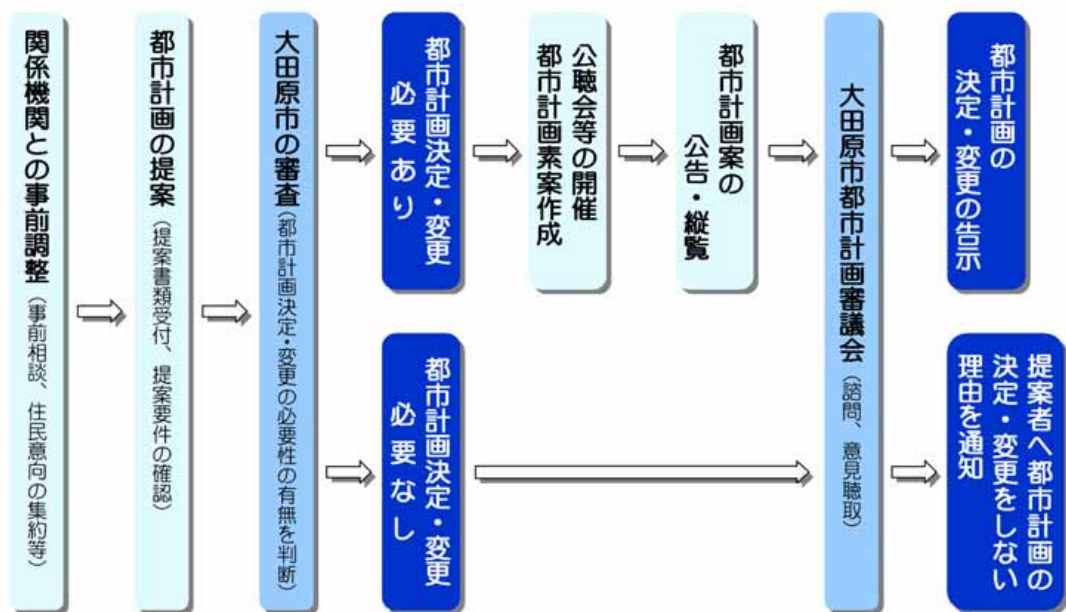 関係機関との事前調整（事前相談、住民意向の集約等）
都市計画の提案（提案書類受付、提案要件の確認）
大田原市の審査（都市計画決定・変更の必要性の有無を判断）
都市計画決定・変更
必要あり
公聴会等の開催
都市計画素案作成
都市計画案の
公告・縦覧
都市計画決定・変更
必要なし
大田原市都市計画審議会（諮問、意見聴取）
都市計画の
決定・変更の告示
提案者へ都市計画の
決定・変更をしない
理由を通知